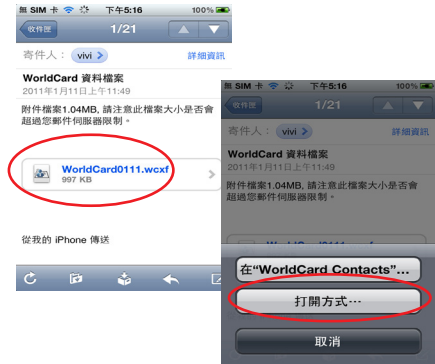 無 SIM 卡 下午5:16 100%
收件匣 1/21
寄件人： vivi 詳細資訊
WorldCard 資料檔案
2011年1月11日上午11:49
附件檔案1.04MB, 請注意此檔案大小是否會
超過您郵件伺服器限制。
WorldCard0111.wcxf
997 KB
從我的 iPhone 傳送
無 SIM 卡 下午5:16 100%
收件匣 1/21
寄件人： vivi 詳細資訊
WorldCard 資料檔案
2011年1月11日上午11:49
附件檔案1.04MB, 請注意此檔案大小是否會
超過您郵件伺服器限制。
在“WorldCard Contacts”...
打開方式…
取消